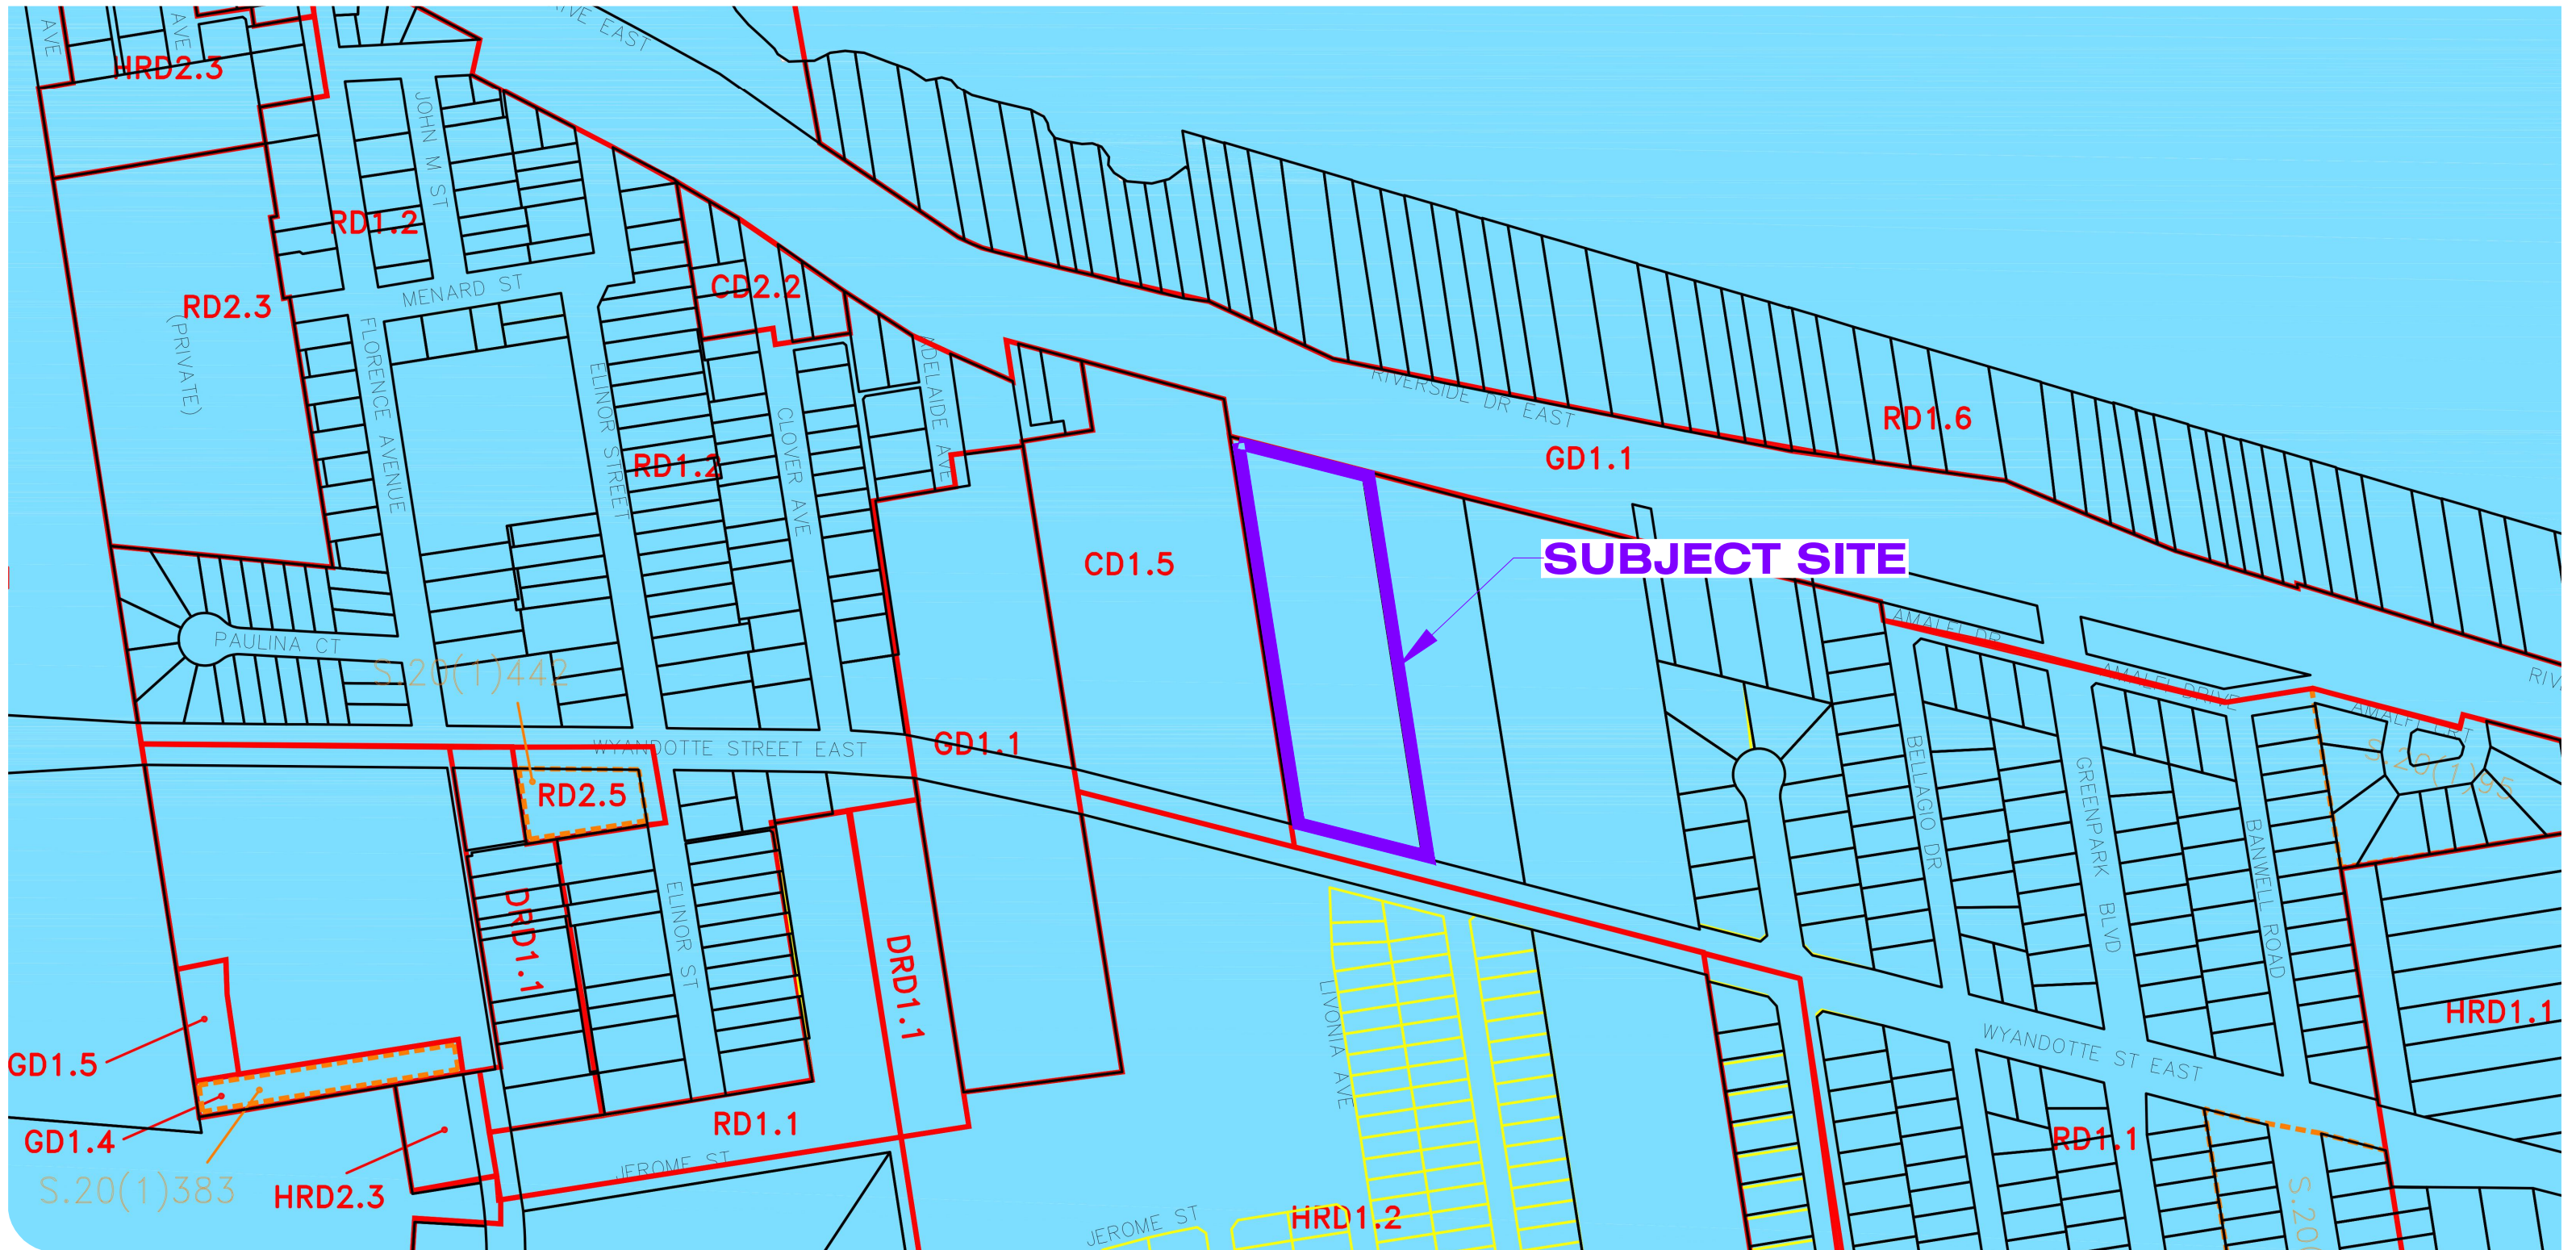 AVE
AVE
HRD2.3
JOHN M ST
RD1.2
MENARD ST
RD2.3
(PRIVATE)
FLORENCE AVENUE
ELINOR STREET
RD1.2
CD2.2
CLOVER AVE
ADELAIDE AVE
EAST
RIVERSIDE DR EAST
GD1.1
RD1.6
CD1.5
SUBJECT SITE
AMALFI DR
AMALFI DRIVE
PAULINA CT
S.20(1)442
WYANDOTTE STREET EAST
GD1.1
RD2.5
BELLAGIO DR
GREENPARK BLVD
BANWELL ROAD
S.20(1)95
DRD1.1
ELINOR ST
DRD1.1
LIVONIA AVE
HRD1.1
WYANDOTTE ST EAST
GD1.5
GD1.4
S.20(1)383
HRD2.3
RD1.1
JEROME ST
JEROME ST
HRD1.2
RD1.1